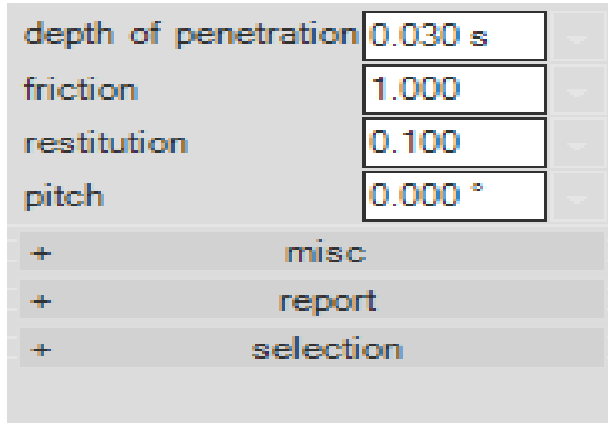 depth of penetration 0.030 s
friction 1.000
restitution 0.100
pitch 0.000 °
+ misc
+ report
+ selection